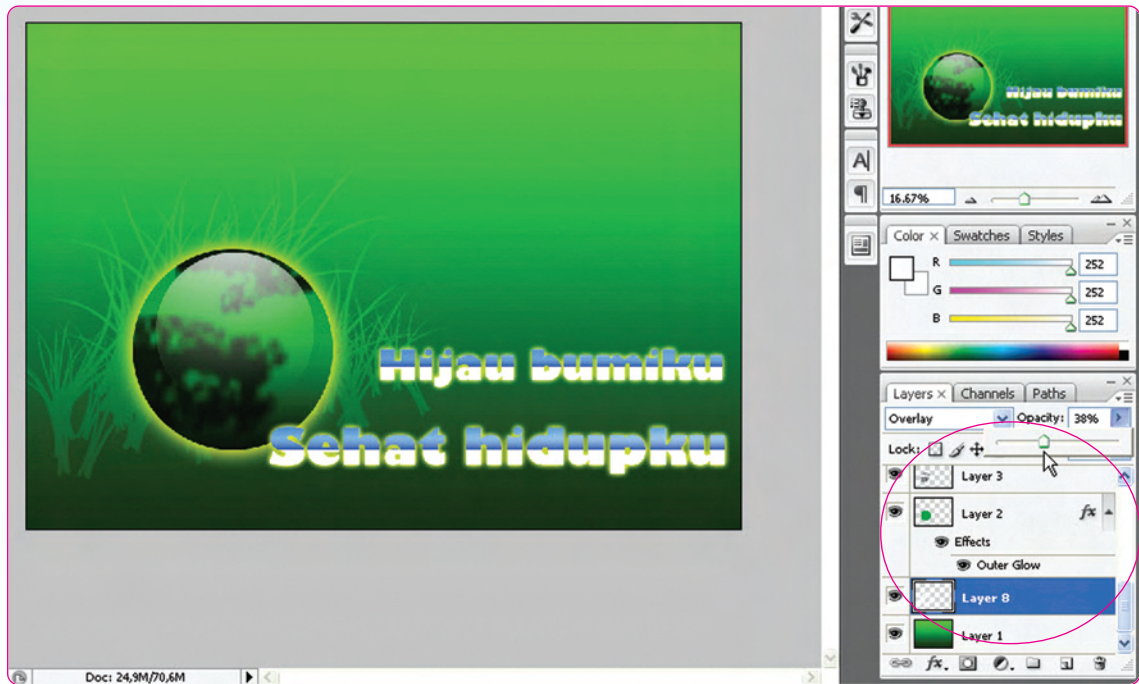 Hijau bumiku
Sehat hidupku
Doc: 24,9M/70,6M
A
¶
Hijau bumiku
Sehat hidupku
16.67%
Color × Swatches Styles
R 252
G 252
B 252
Layers × Channels Paths
Overlay Opacity: 38%
Lock:
Layer 3
Layer 2 fx
Effects
Outer Glow
Layer 8
Layer 1
fx.